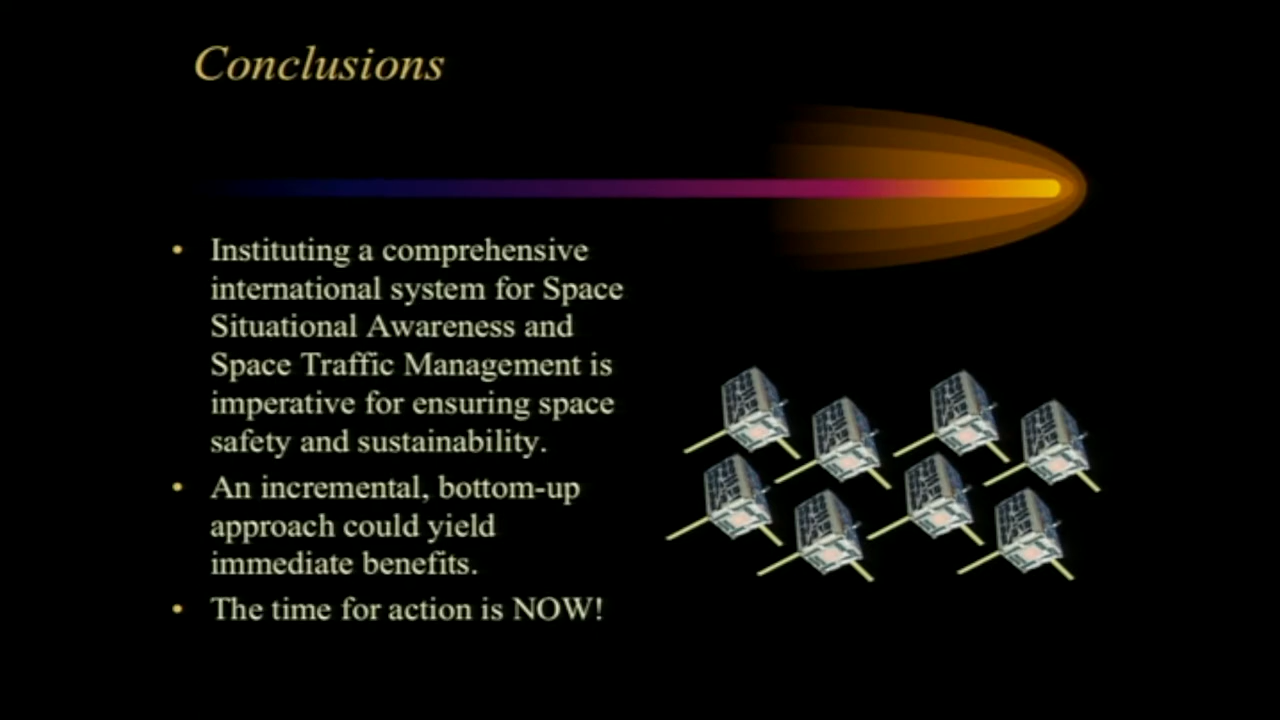 Conclusions
• Instituting a comprehensive
international system for Space
Situational Awareness and
Space Traffic Management is
imperative for ensuring space
safety and sustainability.
• An incremental, bottom-up
approach could yield
immediate benefits.
• The time for action is NOW!